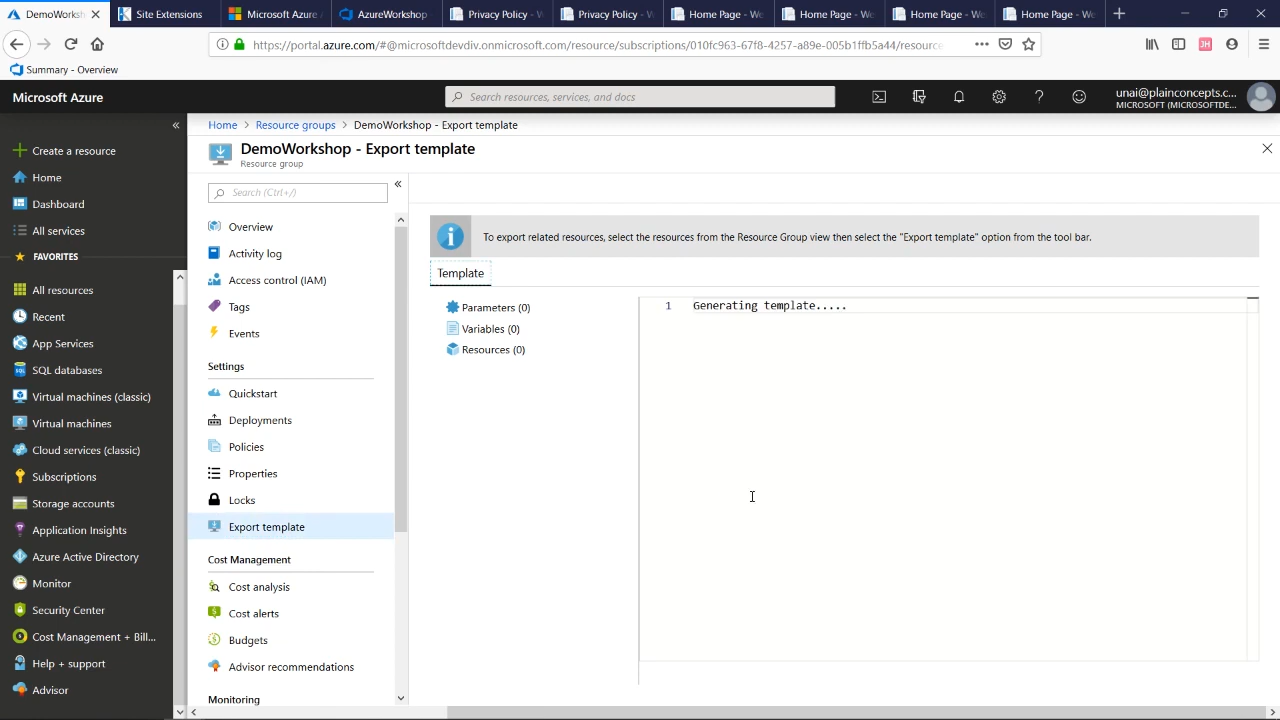 DemoWorksh
Site Extensions
Microsoft Azure
AzureWorkshop
Privacy Policy - W
Privacy Policy - W
Home Page - We
Home Page - We
Home Page - We
Home Page - We
https://portal.azure.com/#@microsoftdevdiv.onmicrosoft.com/resource/subscriptions/010fc963-67f8-4257-a89e-005b1ffb5a44/resource
JH
Summary - Overview
Microsoft Azure
Search resources, services, and docs
unai@plainconcepts.c...
MICROSOFT (MICROSOFTDE...
Home > Resource groups > DemoWorkshop - Export template
DemoWorkshop - Export template
Resource group
Create a resource
Home
Dashboard
All services
FAVORITES
All resources
Recent
App Services
SQL databases
Virtual machines (classic)
Virtual machines
Cloud services (classic)
Subscriptions
Storage accounts
Application Insights
Azure Active Directory
Monitor
Security Center
Cost Management + Bill...
Help + support
Advisor
Search (Ctrl+/)
Overview
Activity log
Access control (IAM)
Tags
Events
Settings
Quickstart
Deployments
Policies
Properties
Locks
Export template
Cost Management
Cost analysis
Cost alerts
Budgets
Advisor recommendations
Monitoring
To export related resources, select the resources from the Resource Group view then select the "Export template" option from the tool bar.
Template
Parameters (0)
Variables (0)
Resources (0)
1 Generating template.....